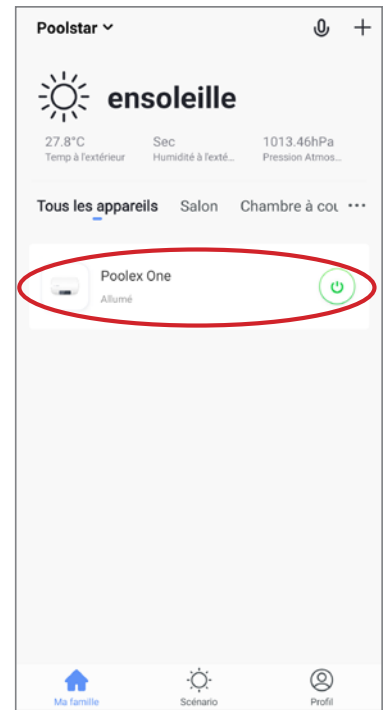 Poolstar
ensoleille
27.8°C Sec 1013.46hPa
Temp à l'extérieur Humidité à l'exté... Pression Atmos...
Tous les appareils Salon Chambre à cou ...
Poolex One
Allumé
Ma famille Scénario Profil